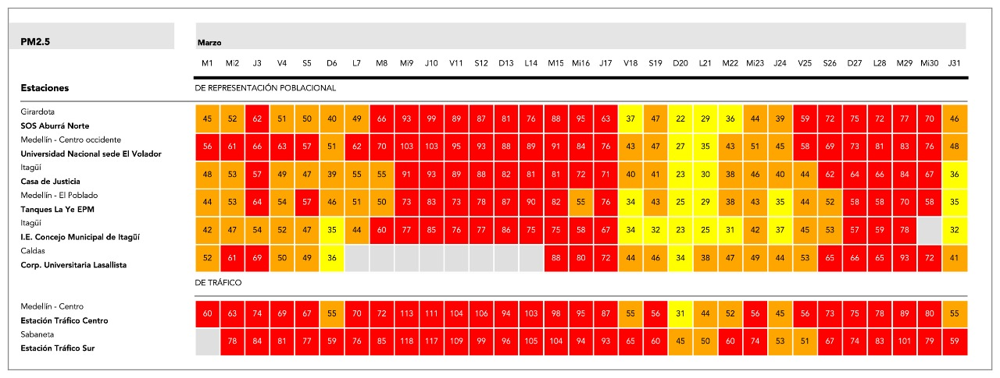 PM2.5
Marzo
M1 Mi2 J3 V4 S5 D6 L7 M8 Mi9 J10 V11 S12 D13 L14 M15 Mi16 J17 V18 S19 D20 L21 M22 Mi23 J24 V25 S26 D27 L28 M29 Mi30 J31
Estaciones DE REPRESENTACIÓN POBLACIONAL
Girardota
SOS Aburrá Norte
45 52 62 51 50 40 49 66 93 99 89 87 81 76 88 95 63 37 47 22 29 36 44 39 59 72 75 72 77 70 46
Medellín - Centro occidente
Universidad Nacional sede El Volador
56 61 66 63 57 51 62 70 103 103 95 93 88 89 91 84 76 43 47 27 35 43 51 45 58 69 73 81 83 76 48
Itagüí
Casa de Justicia
48 53 57 49 47 39 55 55 91 93 89 88 82 81 81 72 71 40 41 23 30 38 46 40 44 62 64 66 84 67 36
Medellín - El Poblado
Tanques La Ye EPM
44 53 64 54 57 46 51 50 73 83 73 78 87 90 82 55 76 34 43 25 29 38 43 35 44 52 58 58 70 58 35
Itagüí
I.E. Concejo Municipal de Itagüí
42 47 54 52 47 35 44 60 77 85 76 77 86 75 75 58 67 34 32 23 25 31 42 37 45 53 57 59 78 32
Caldas
Corp. Universitaria Lasallista
52 61 69 50 49 36 88 80 72 44 46 34 38 47 49 44 53 65 66 65 93 72 41
DE TRÁFICO
Medellín - Centro
Estación Tráfico Centro
60 63 74 69 67 55 70 72 113 111 104 106 94 103 98 95 87 55 56 31 44 52 56 45 56 73 75 78 89 80 55
Sabaneta
Estación Tráfico Sur
78 84 81 77 59 76 85 118 117 109 99 96 105 104 94 93 65 60 45 50 60 74 53 51 67 74 83 101 79 59